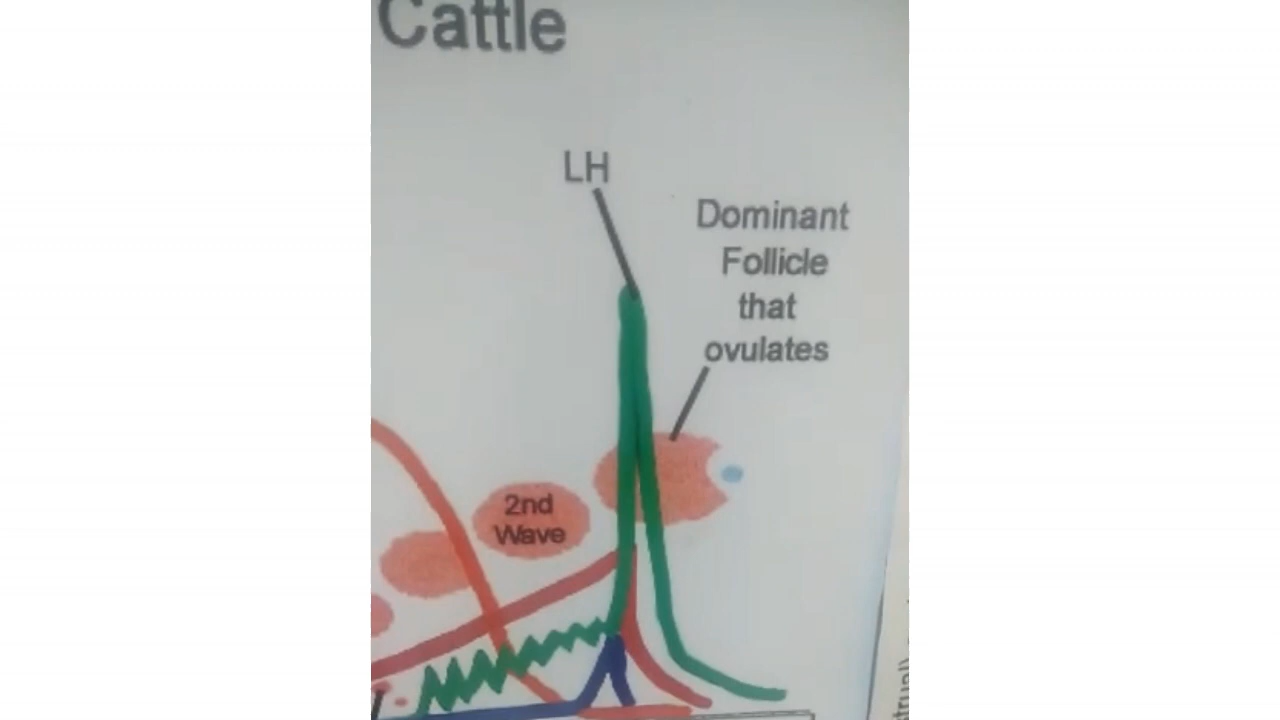 Cattle
LH
Dominant
Follicle
that
ovulates
2nd
Wave